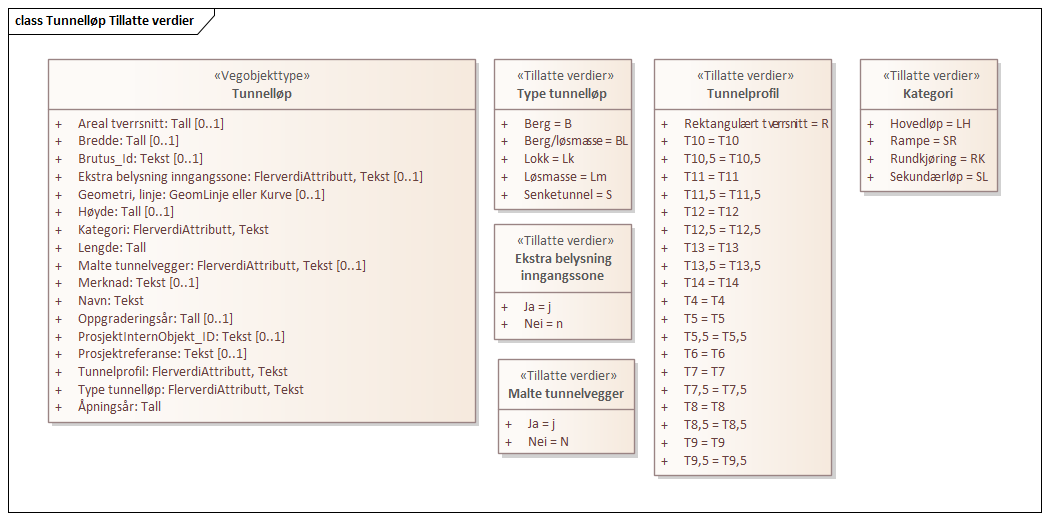 class Tunnelløp Tillatte verdier
«Vegobjekttype»
Tunnelløp
+ Areal tverrsnitt: Tall [0..1]
+ Bredde: Tall [0..1]
+ Brutus_Id: Tekst [0..1]
+ Ekstra belysning inngangssone: FlerverdiAttributt, Tekst [0..1]
+ Geometri, linje: GeomLinje eller Kurve [0..1]
+ Høyde: Tall [0..1]
+ Kategori: FlerverdiAttributt, Tekst
+ Lengde: Tall
+ Malte tunnelvegger: FlerverdiAttributt, Tekst [0..1]
+ Merknad: Tekst [0..1]
+ Navn: Tekst
+ Oppgraderingsår: Tall [0..1]
+ ProsjektInternObjekt_ID: Tekst [0..1]
+ Prosjektreferanse: Tekst [0..1]
+ Tunnelprofil: FlerverdiAttributt, Tekst
+ Type tunnelløp: FlerverdiAttributt, Tekst
+ Åpningsår: Tall
«Tillatte verdier»
Type tunnelløp
+ Berg = B
+ Berg/løsmasse = BL
+ Lokk = Lk
+ Løsmasse = Lm
+ Senketunnel = S
«Tillatte verdier»
Ekstra belysning
inngangssone
+ Ja = j
+ Nei = n
«Tillatte verdier»
Malte tunnelvegger
+ Ja = j
+ Nei = N
«Tillatte verdier»
Tunnelprofil
+ Rektangulært tverrsnitt = R
+ T10 = T10
+ T10,5 = T10,5
+ T11 = T11
+ T11,5 = T11,5
+ T12 = T12
+ T12,5 = T12,5
+ T13 = T13
+ T13,5 = T13,5
+ T14 = T14
+ T4 = T4
+ T5 = T5
+ T5,5 = T5,5
+ T6 = T6
+ T7 = T7
+ T7,5 = T7,5
+ T8 = T8
+ T8,5 = T8,5
+ T9 = T9
+ T9,5 = T9,5
«Tillatte verdier»
Kategori
+ Hovedløp = LH
+ Rampe = SR
+ Rundkjøring = RK
+ Sekundærløp = SL